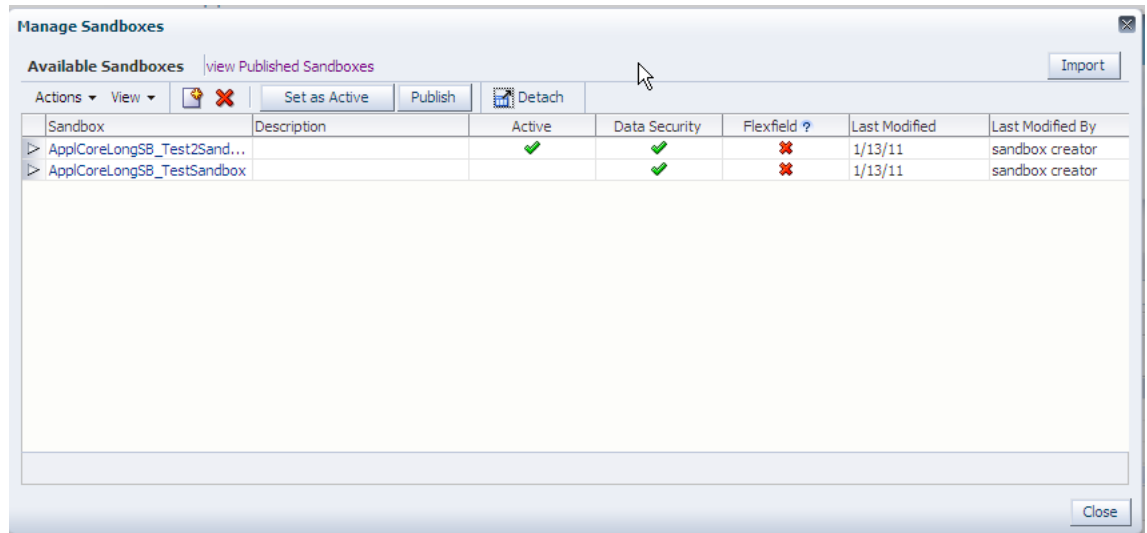 Manage Sandboxes
Available Sandboxes view Published Sandboxes Import
Actions View Set as Active Publish Detach
Sandbox Description Active Data Security Flexfield ? Last Modified Last Modified By
ApplCoreLongSB_Test2Sand... 1/13/11 sandbox creator
ApplCoreLongSB_TestSandbox 1/13/11 sandbox creator
Close